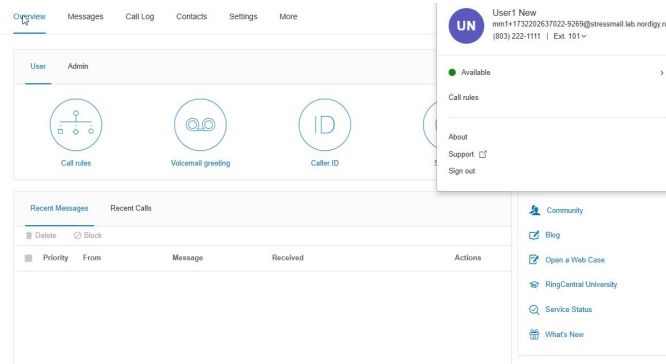 Overview Messages Call Log Contacts Settings More
UN
User1 New
mm1+1732202637022-9269@stressmail.lab.nordigy.r
(803) 222-1111 | Ext. 101
Available
Call rules
About
Support
Sign out
User Admin
Call rules Voicemail greeting Caller ID
Recent Messages Recent Calls
Delete Block
Priority From Message Received Actions
Community
Blog
Open a Web Case
RingCentral University
Service Status
What's New